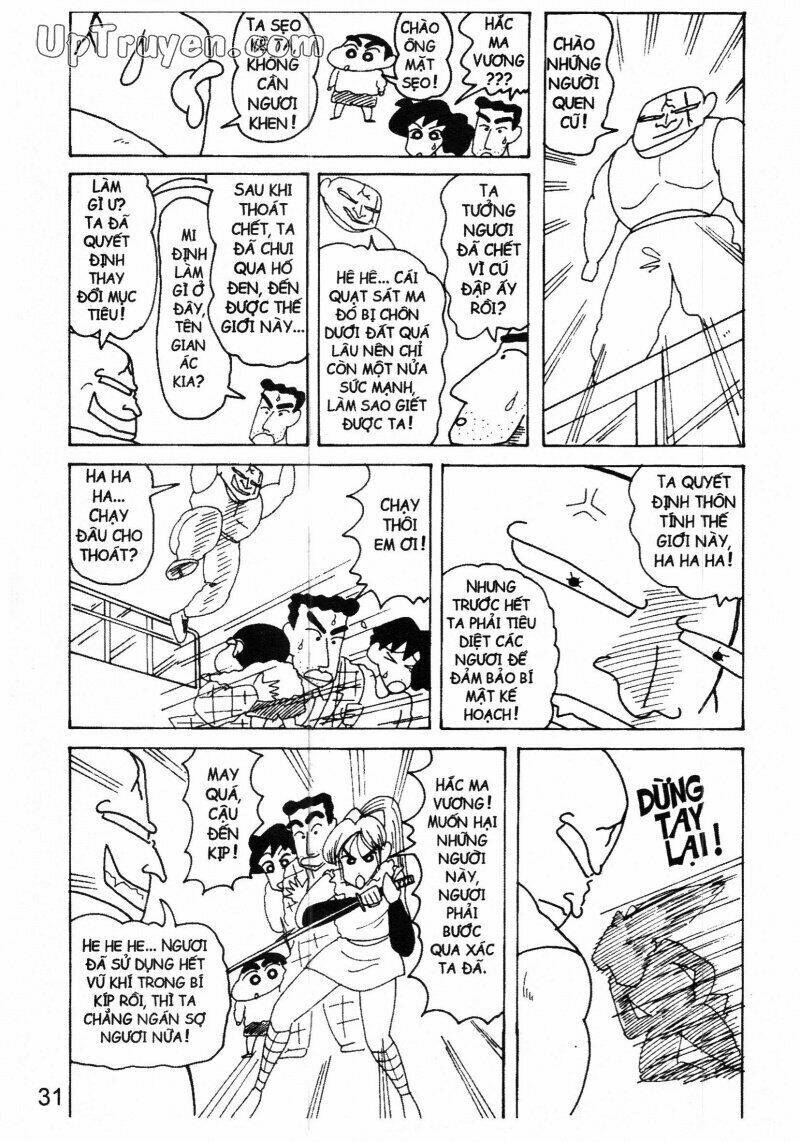 UpTruyen.com
CHÀO
NHỮNG
NGƯỜI
QUEN
CŨ!
HẮC
MA
VƯƠNG
???
CHÀO
ÔNG
MẶT
SẸO!
TA SẸO
KỆ TA
KHÔNG
CẦN
NGƯƠI
KHEN!
TA
TƯỞNG
NGƯƠI
ĐÃ CHẾT
VÌ CÚ
ĐẬP ẤY
RỒI?
HÊ HÊ... CÁI
QUẠT SÁT MA
ĐÓ BỊ CHÔN
DƯỚI ĐẤT QUÁ
LÂU NÊN CHỈ
CÒN MỘT NỬA
SỨC MẠNH,
LÀM SAO GIẾT
ĐƯỢC TA!
SAU KHI
THOÁT
CHẾT, TA
ĐÃ CHUI
QUA HỐ
ĐEN, ĐẾN
ĐƯỢC THẾ
GIỚI NÀY...
MI
ĐỊNH
LÀM
GÌ Ở
ĐÂY,
TÊN
GIAN
ÁC
KIA?
LÀM
GÌ Ư?
TA ĐÃ
QUYẾT
ĐỊNH
THAY
ĐỔI MỤC
TIÊU!
TA QUYẾT
ĐỊNH THÔN
TÍNH THẾ
GIỚI NÀY,
HA HA HA!
NHƯNG
TRƯỚC HẾT
TA PHẢI TIÊU
DIỆT CÁC
NGƯƠI ĐỂ
ĐẢM BẢO BÍ
MẬT KẾ
HOẠCH!
CHẠY
THÔI
EM ƠI!
HA HA
HA...
CHẠY
ĐÂU CHO
THOÁT?
DỪNG
TAY
LẠI!
HẮC MA
VƯƠNG!
MUỐN HẠI
NHỮNG
NGƯỜI
NÀY,
NGƯƠI
PHẢI
BƯỚC
QUA XÁC
TA ĐÃ.
MAY
QUÁ,
CẬU
ĐẾN
KỊP!
HE HE HE... NGƯƠI
ĐÃ SỬ DỤNG HẾT
VŨ KHÍ TRONG BÍ
KÍP RỒI, THÌ TA
CHẲNG NGÁN SỢ
NGƯƠI NỮA!
31